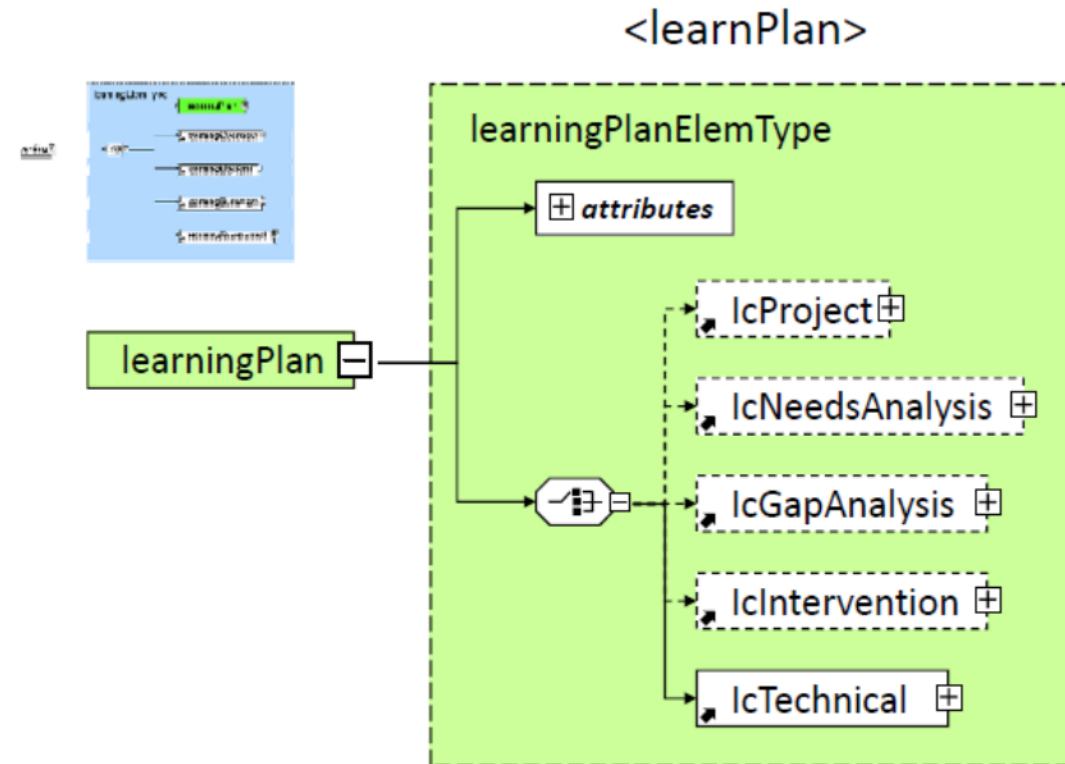 <learnPlan>
learningPlanElemType
attributes
lcProject
lcNeedsAnalysis
learningPlan
lcGapAnalysis
lcIntervention
lcTechnical